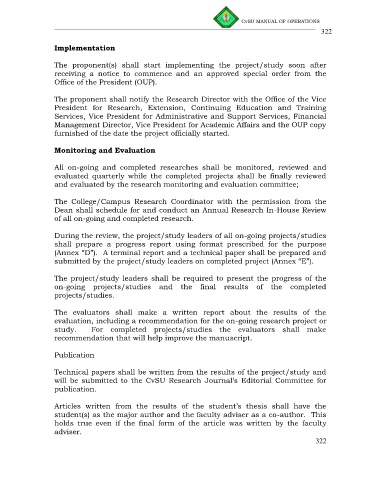 CvSU MANUAL OF OPERATIONS
322
Implementation
The proponent(s) shall start implementing the project/study soon after
receiving a notice to commence and an approved special order from the
Office of the President (OUP).
The proponent shall notify the Research Director with the Office of the Vice
President for Research, Extension, Continuing Education and Training
Services, Vice President for Administrative and Support Services, Financial
Management Director, Vice President for Academic Affairs and the OUP copy
furnished of the date the project officially started.
Monitoring and Evaluation
All on-going and completed researches shall be monitored, reviewed and
evaluated quarterly while the completed projects shall be finally reviewed
and evaluated by the research monitoring and evaluation committee;
The College/Campus Research Coordinator with the permission from the
Dean shall schedule for and conduct an Annual Research In-House Review
of all on-going and completed research.
During the review, the project/study leaders of all on-going projects/studies
shall prepare a progress report using format prescribed for the purpose
(Annex "D"). A terminal report and a technical paper shall be prepared and
submitted by the project/study leaders on completed project (Annex "E").
The project/study leaders shall be required to present the progress of the
on-going projects/studies and the final results of the completed
projects/studies.
The evaluators shall make a written report about the results of the
evaluation, including a recommendation for the on-going research project or
study. For completed projects/studies the evaluators shall make
recommendation that will help improve the manuscript.
Publication
Technical papers shall be written from the results of the project/study and
will be submitted to the CvSU Research Journal's Editorial Committee for
publication.
Articles written from the results of the student's thesis shall have the
student(s) as the major author and the faculty adviser as a co-author. This
holds true even if the final form of the article was written by the faculty
adviser.
322